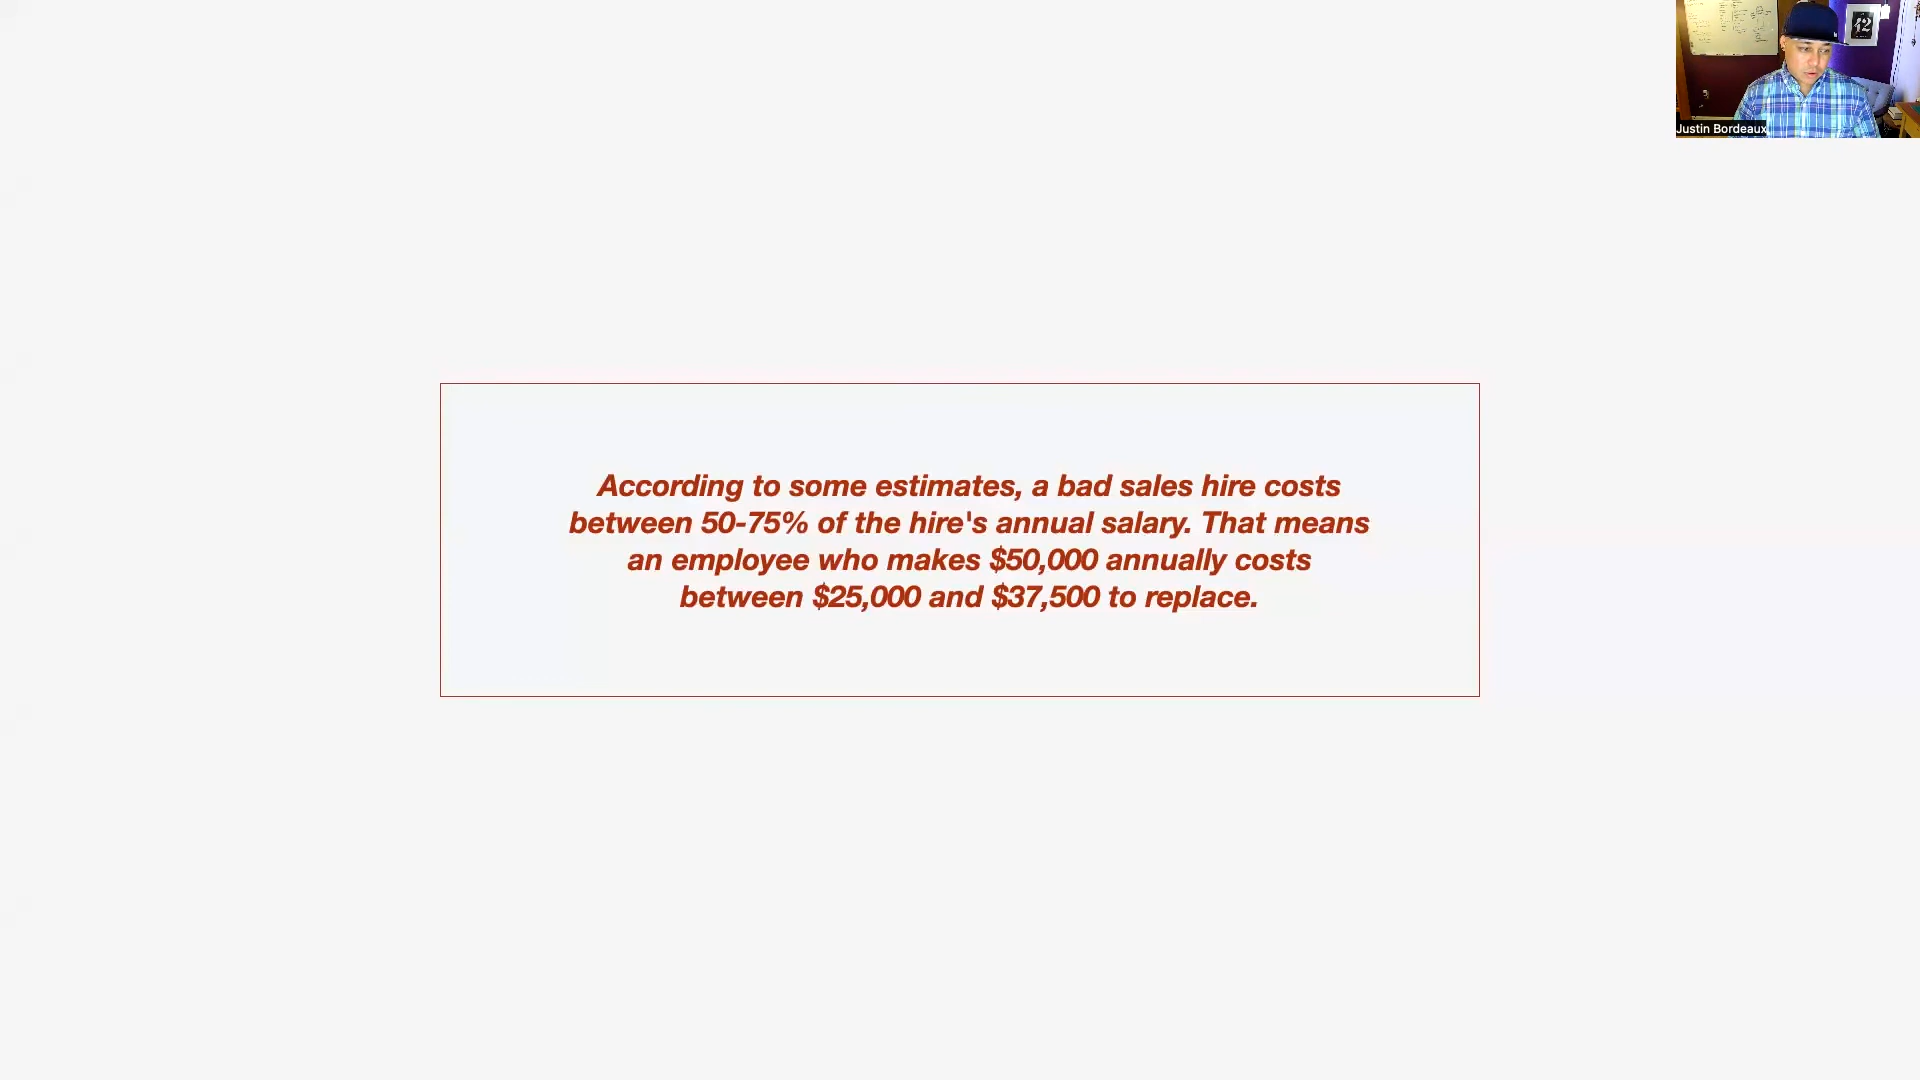 Justin Bordeaux
42
According to some estimates, a bad sales hire costs
between 50-75% of the hire's annual salary. That means
an employee who makes $50,000 annually costs
between $25,000 and $37,500 to replace.